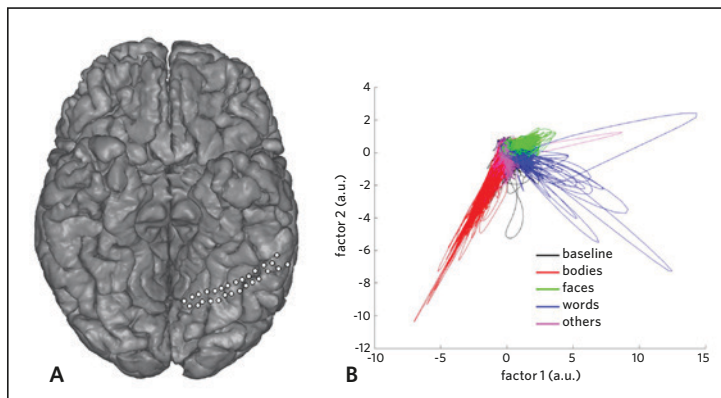 A
B
factor 2 (a.u.)
4
2
0
-2
-4
-6
-8
-10
-12
-10
-5
0
5
10
15
factor 1 (a.u.)
baseline
bodies
faces
words
others